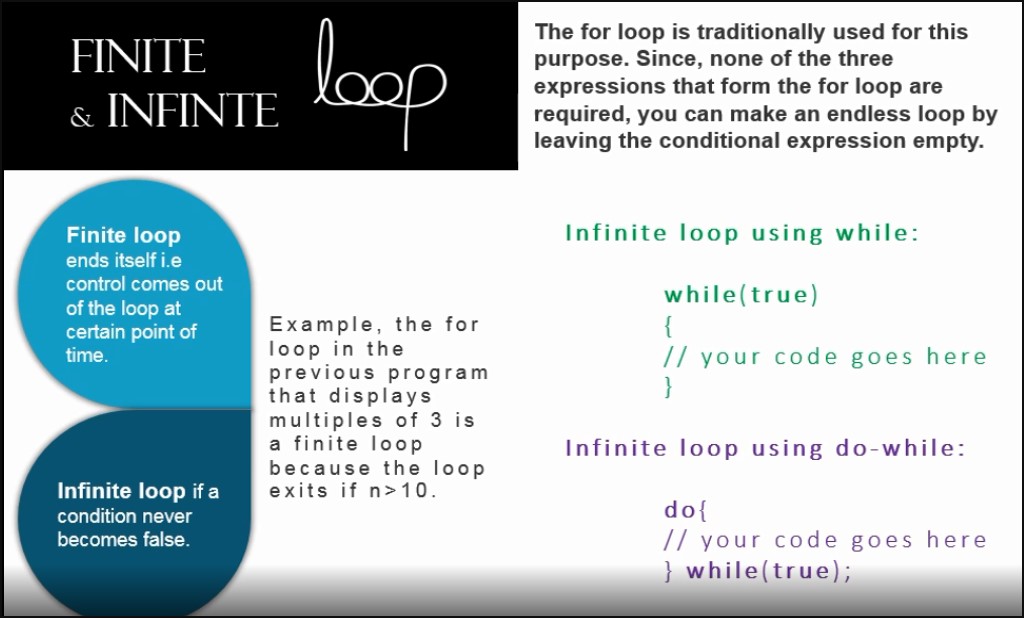 FINITE
& INFINTE
loop
The for loop is traditionally used for this
purpose. Since, none of the three
expressions that form the for loop are
required, you can make an endless loop by
leaving the conditional expression empty.
Finite loop
ends itself i.e
control comes out
of the loop at
certain point of
time.
Infinite loop if a
condition never
becomes false.
Example, the for
loop in the
previous program
that displays
multiples of 3 is
a finite loop
because the loop
exits if n>10.
Infinite loop using while:
while(true)
{
// your code goes here
}
Infinite loop using do-while:
do{
// your code goes here
} while(true);